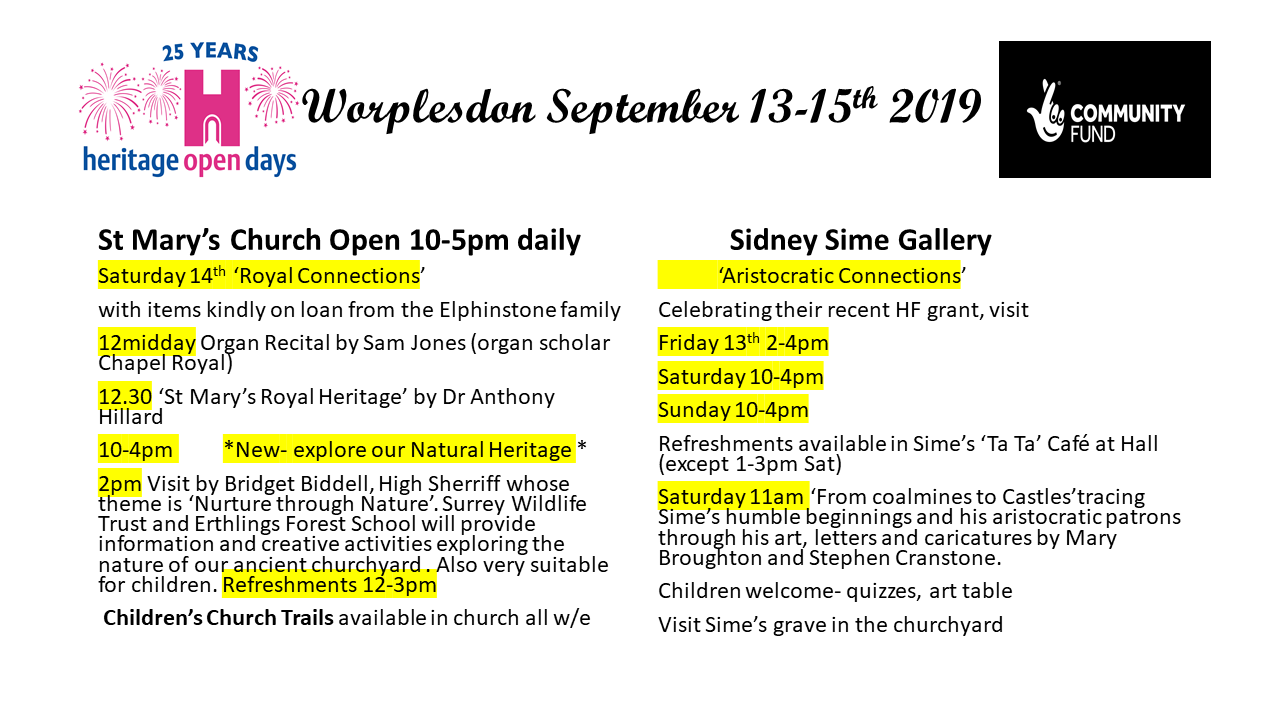 25 YEARS
heritage open days
Worplesdon September 13-15th 2019
COMMUNITY
FUND
St Mary’s Church Open 10-5pm daily
Saturday 14th ‘Royal Connections’
with items kindly on loan from the Elphinstone family
12midday Organ Recital by Sam Jones (organ scholar
Chapel Royal)
12.30 ‘St Mary’s Royal Heritage’ by Dr Anthony
Hillard
10-4pm *New- explore our Natural Heritage *
2pm Visit by Bridget Biddell, High Sherriff whose
theme is ‘Nurture through Nature’. Surrey Wildlife
Trust and Erthlings Forest School will provide
information and creative activities exploring the
nature of our ancient churchyard . Also very suitable
for children. Refreshments 12-3pm
Children’s Church Trails available in church all w/e
Sidney Sime Gallery
‘Aristocratic Connections’
Celebrating their recent HF grant, visit
Friday 13th 2-4pm
Saturday 10-4pm
Sunday 10-4pm
Refreshments available in Sime’s ‘Ta Ta’ Café at Hall
(except 1-3pm Sat)
Saturday 11am ‘From coalmines to Castles’tracing
Sime’s humble beginnings and his aristocratic patrons
through his art, letters and caricatures by Mary
Broughton and Stephen Cranstone.
Children welcome- quizzes, art table
Visit Sime’s grave in the churchyard